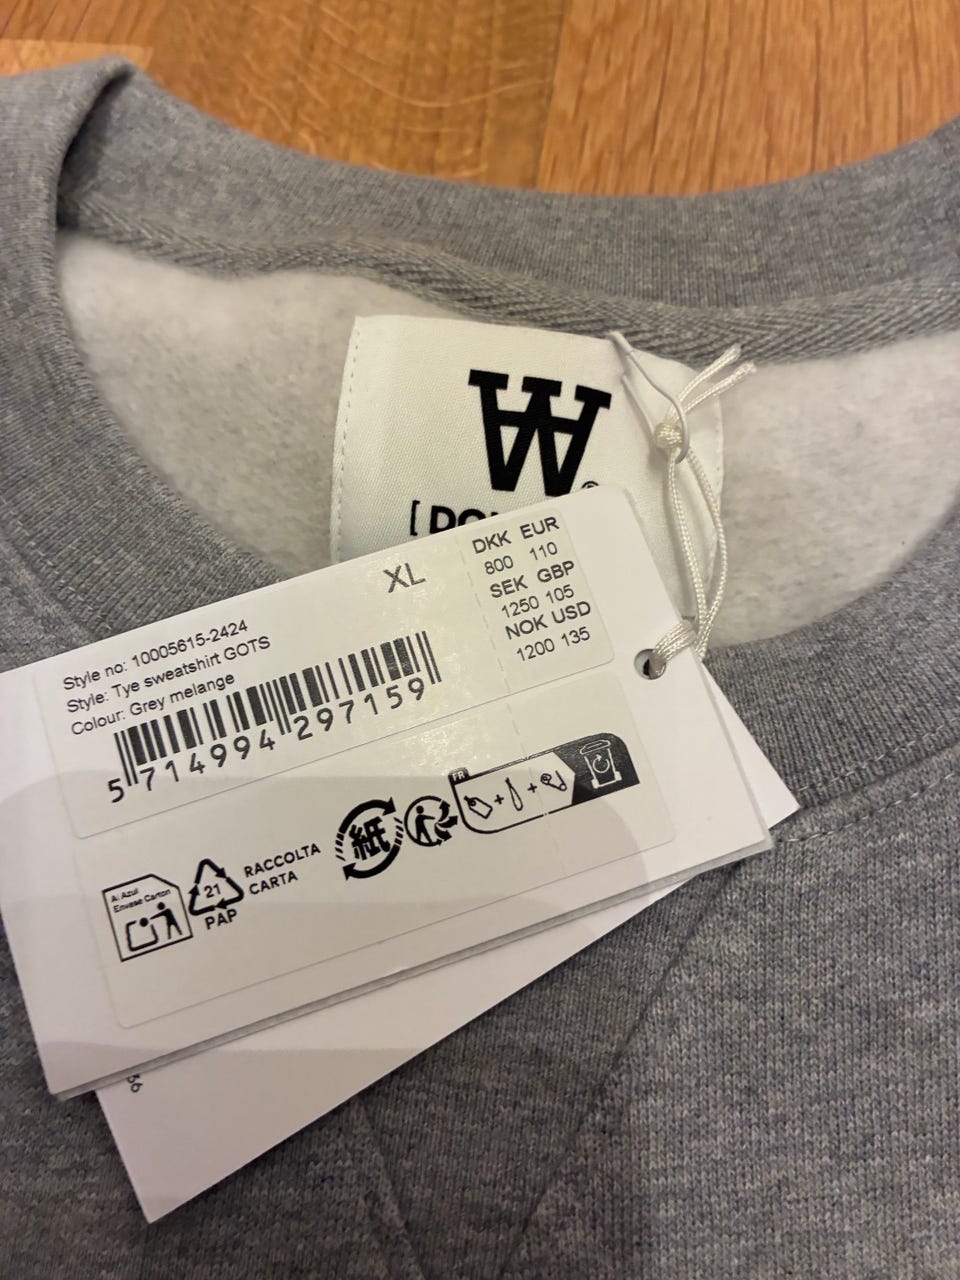 AA
®
XL
DKK EUR
800 110
SEK GBP
1250 105
NOK USD
1200 135
Style no: 10005615-2424
Style: Tye sweatshirt GOTS
Colour: Grey melange
5 714994 297159
FR
紙
A: Azul
Envase Carton
21
PAP
RACCOLTA
CARTA